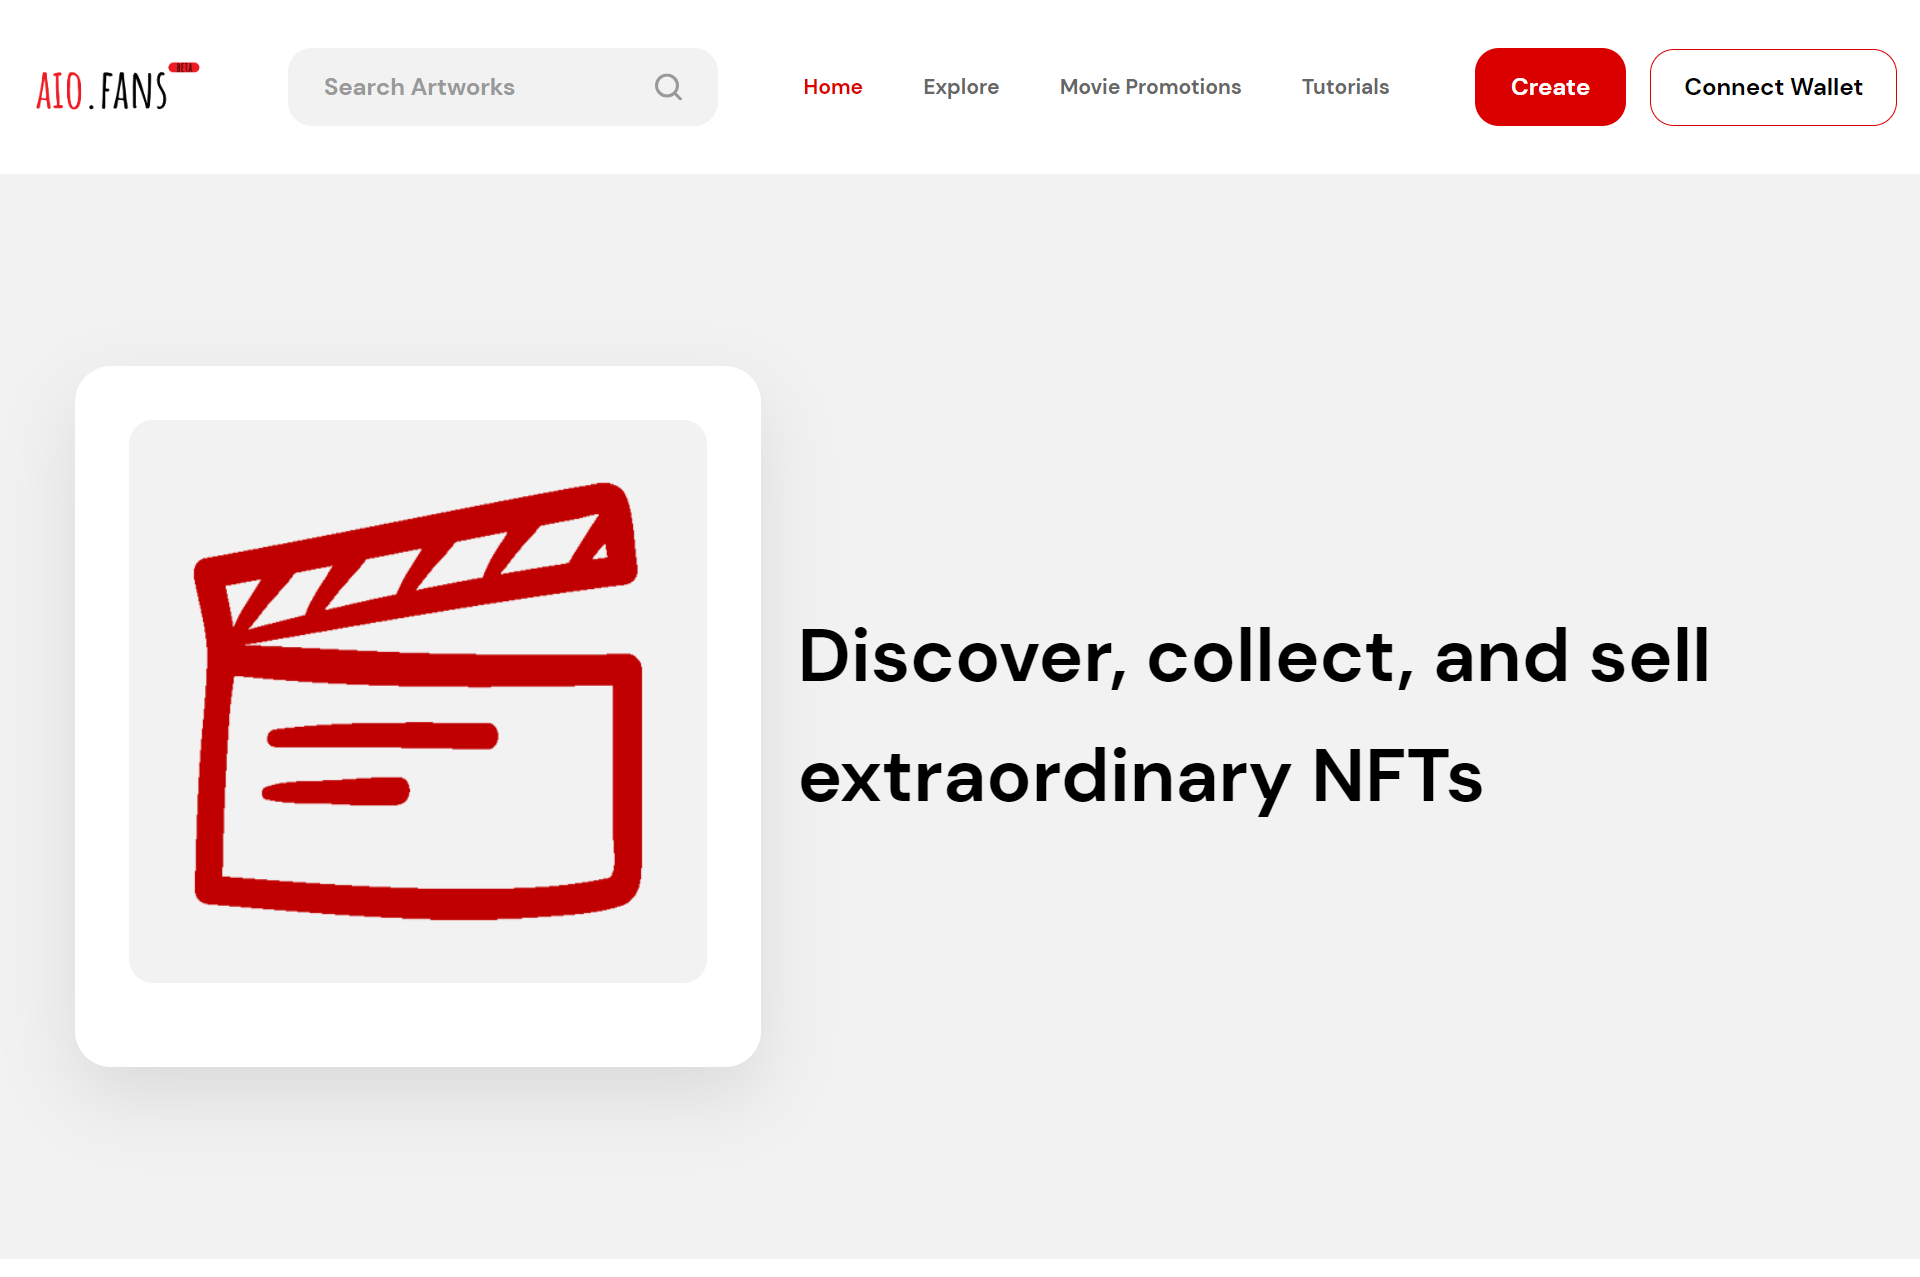 AIO.FANS BETA
Search Artworks
Home Explore Movie Promotions Tutorials
Create Connect Wallet
Discover, collect, and sell
extraordinary NFTs